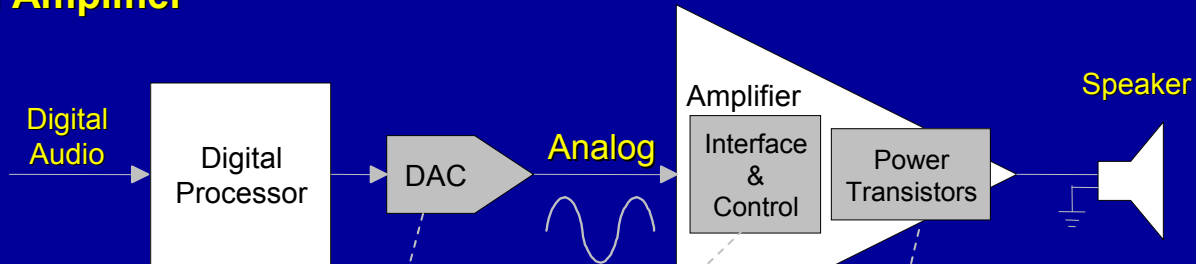 Amplifier
Digital
Audio
Digital
Processor
DAC
Analog
Amplifier
Interface
&
Control
Power
Transistors
Speaker